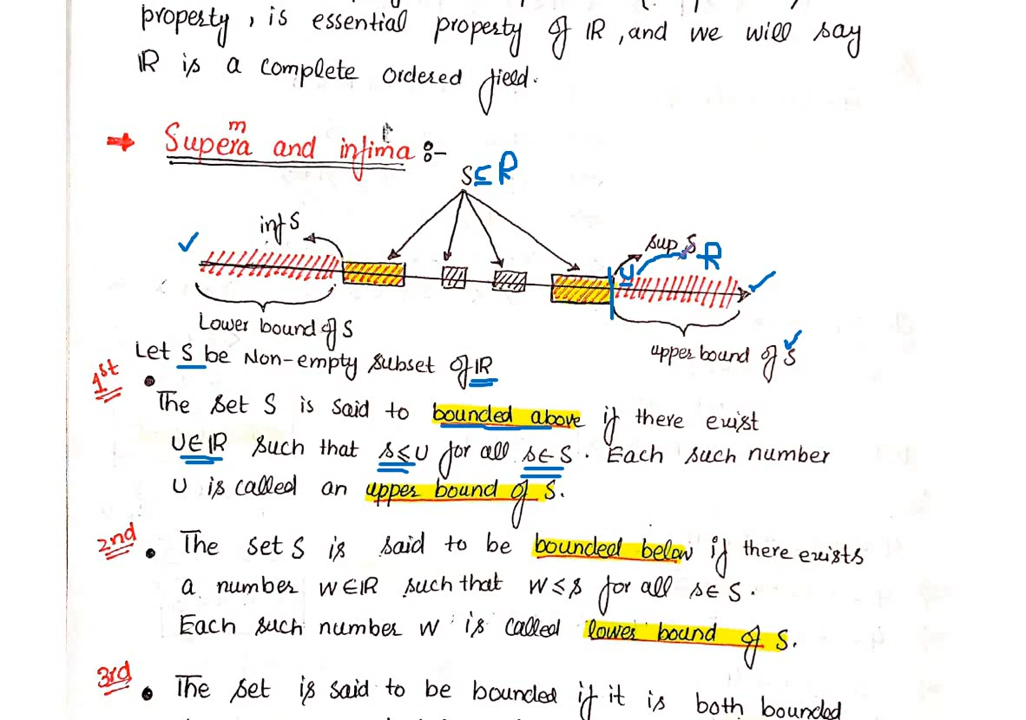 property, is essential property of IR, and we will say
IR is a complete ordered field.
→ Supera and infima :-
m
S ⊆ R
inf S
sup S
R
U
Lower bound of S
upper bound of S
Let S be Non-empty subset of IR
1st
• The set S is said to bounded above if there exist
U∈IR such that s≤U for all s∈S. Each such number
U is called an upper bound of S.
2nd • The set S is said to be bounded below if there exists
a number w∈IR such that w≤s for all s∈S.
Each such number w is called lower bound of S.
3rd • The set is said to be bounded if it is both bounded